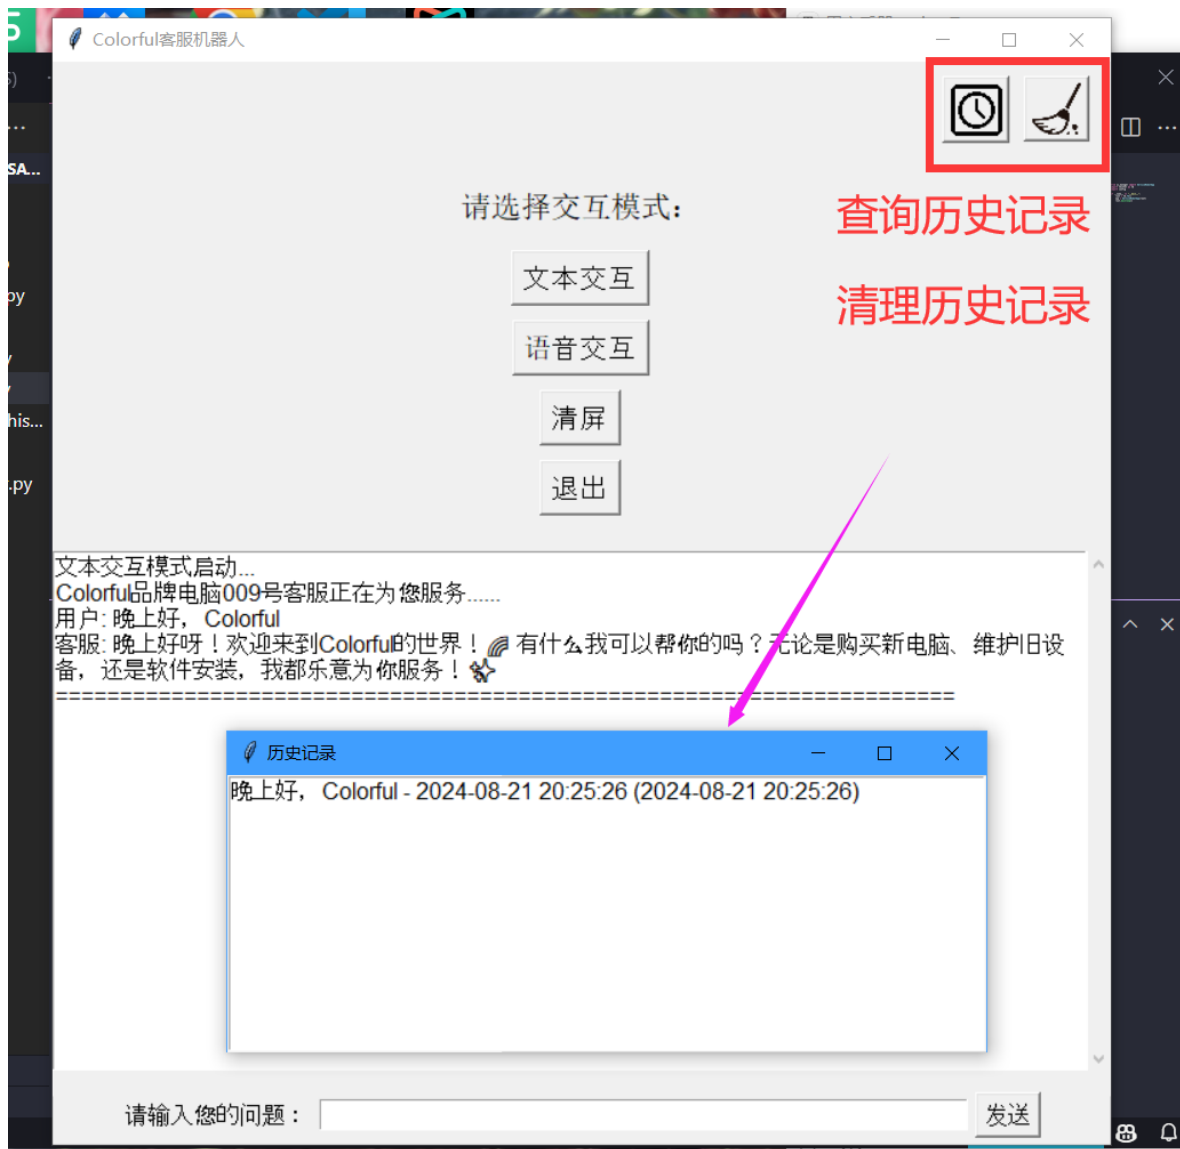 Colorful客服机器人
SA...
查询历史记录
请选择交互模式：
文本交互
清理历史记录
py
语音交互
清屏
his...
退出
.py
文本交互模式启动...
Colorful品牌电脑009号客服正在为您服务......
用户: 晚上好，Colorful
客服: 晚上好呀！欢迎来到Colorful的世界！🌈 有什么我可以帮你的吗？无论是购买新电脑、维护旧设
备，还是软件安装，我都乐意为你服务！✨
======================================================================
历史记录
晚上好，Colorful - 2024-08-21 20:25:26 (2024-08-21 20:25:26)
请输入您的问题：
发送